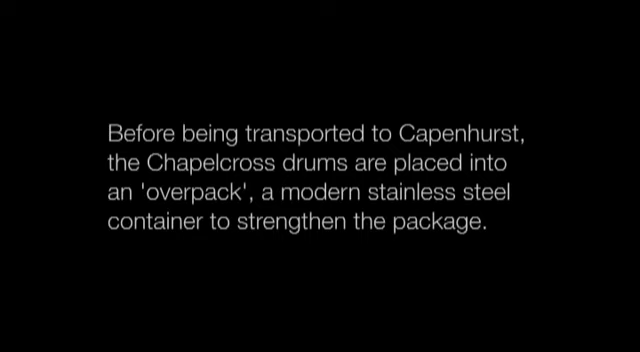 Before being transported to Capenhurst,
the Chapelcross drums are placed into
an 'overpack', a modern stainless steel
container to strengthen the package.